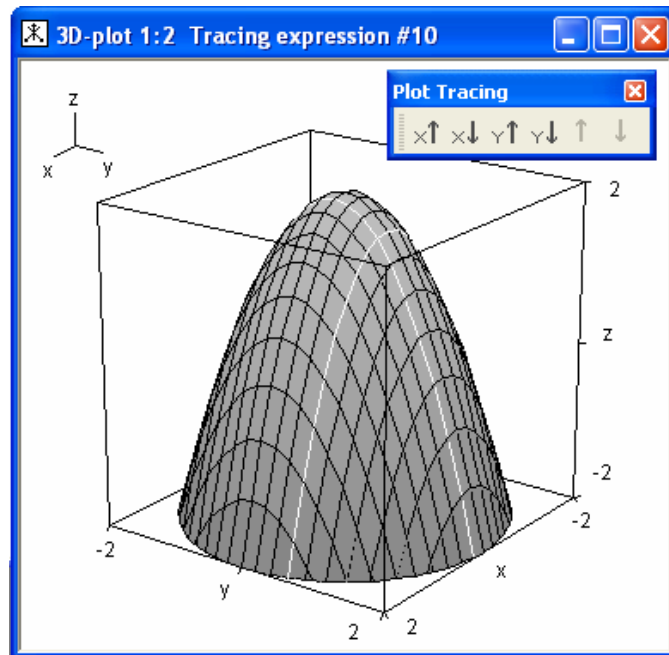 3D-plot 1:2 Tracing expression #10
Plot Tracing
X X Y Y
z
x y
2
z
-2
-2
-2
x
y
2 2